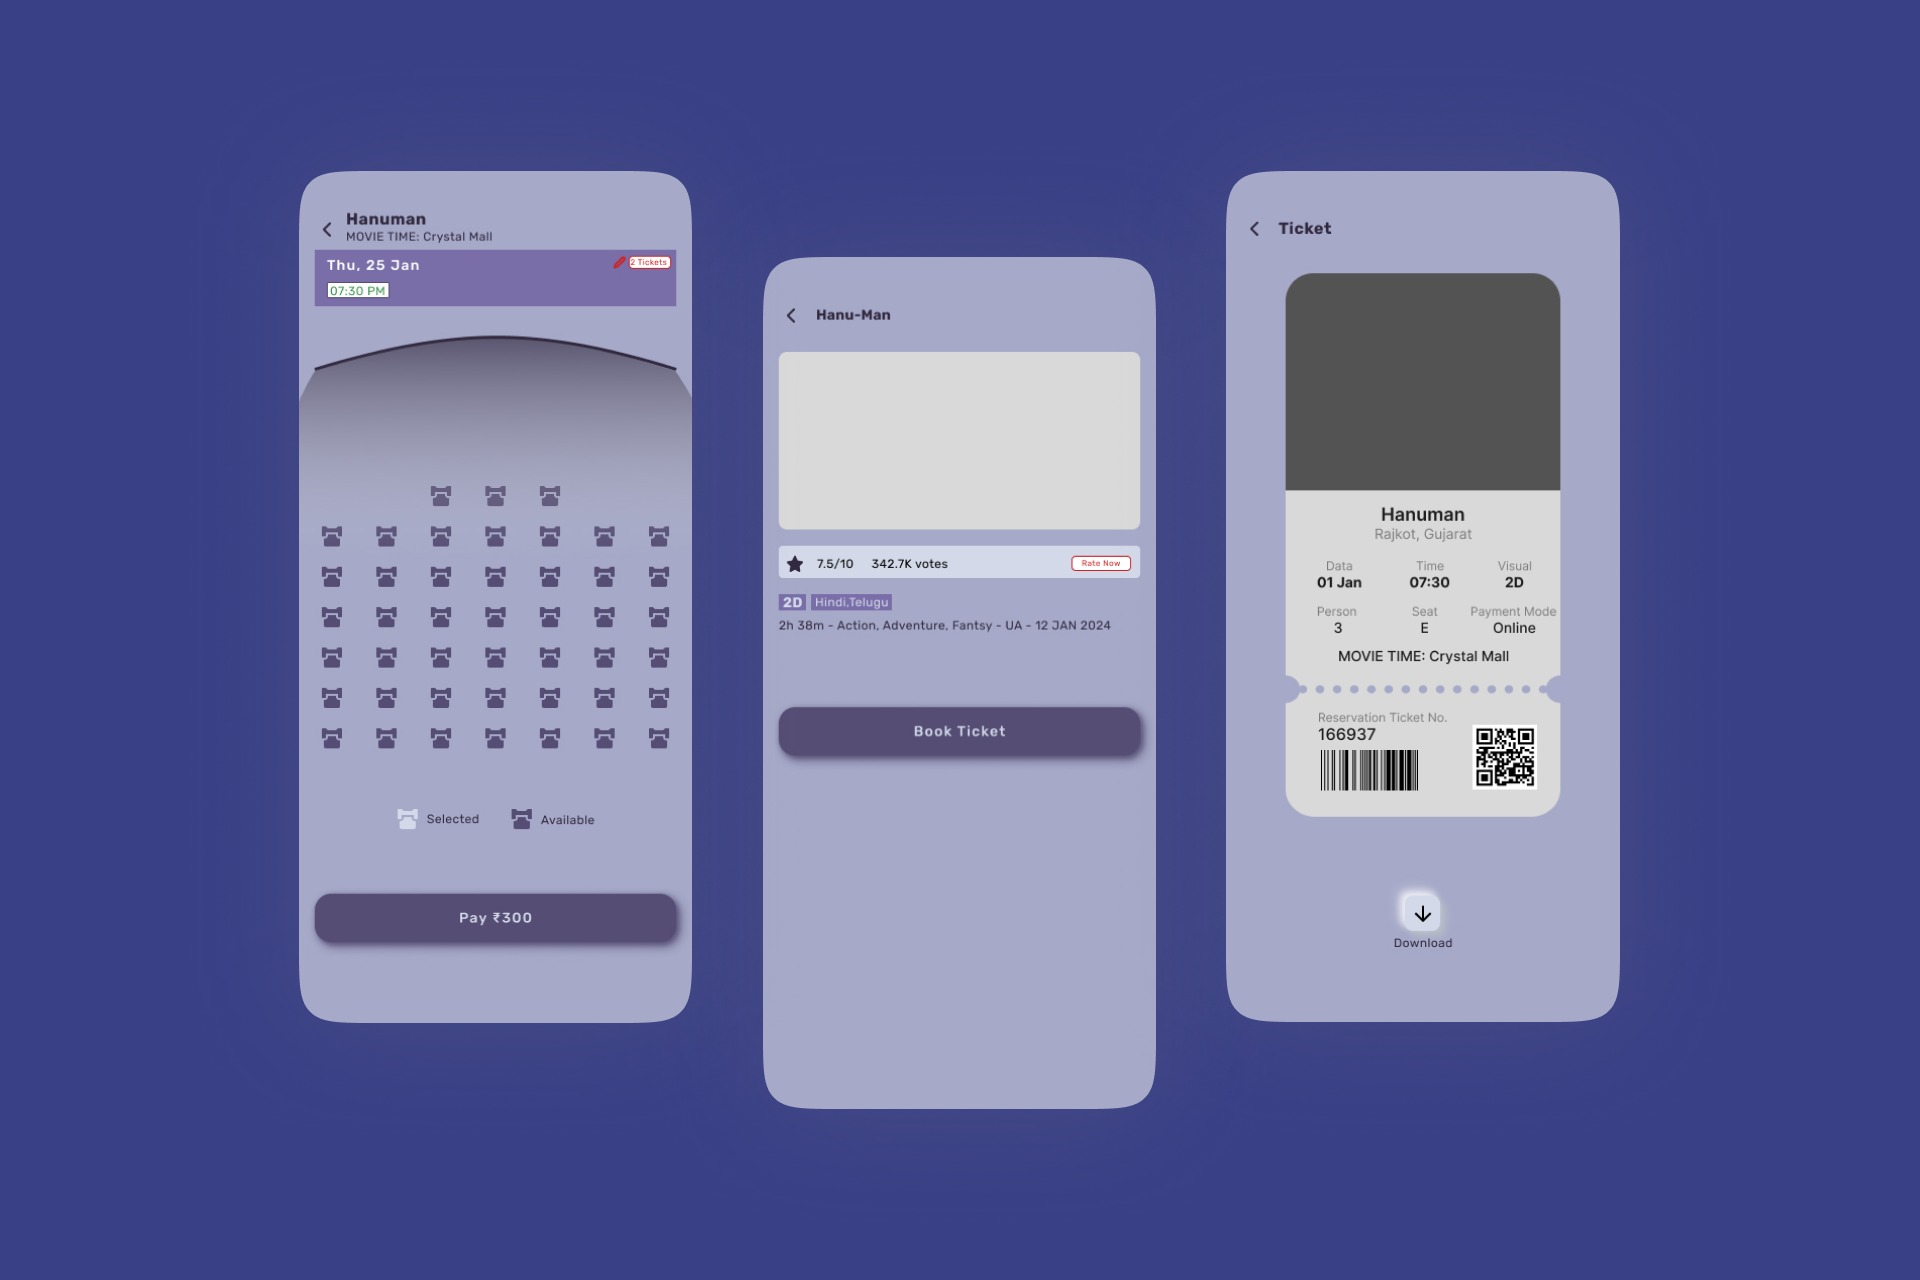 Hanuman
MOVIE TIME: Crystal Mall
Thu, 25 Jan
2 Tickets
07:30 PM
Selected
Available
Pay ₹300
Hanu-Man
7.5/10 342.7K votes
Rate Now
2D Hindi,Telugu
2h 38m - Action, Adventure, Fantsy - UA - 12 JAN 2024
Book Ticket
Ticket
Hanuman
Rajkot, Gujarat
Data Time Visual
01 Jan 07:30 2D
Person Seat Payment Mode
3 E Online
MOVIE TIME: Crystal Mall
Reservation Ticket No.
166937
Download